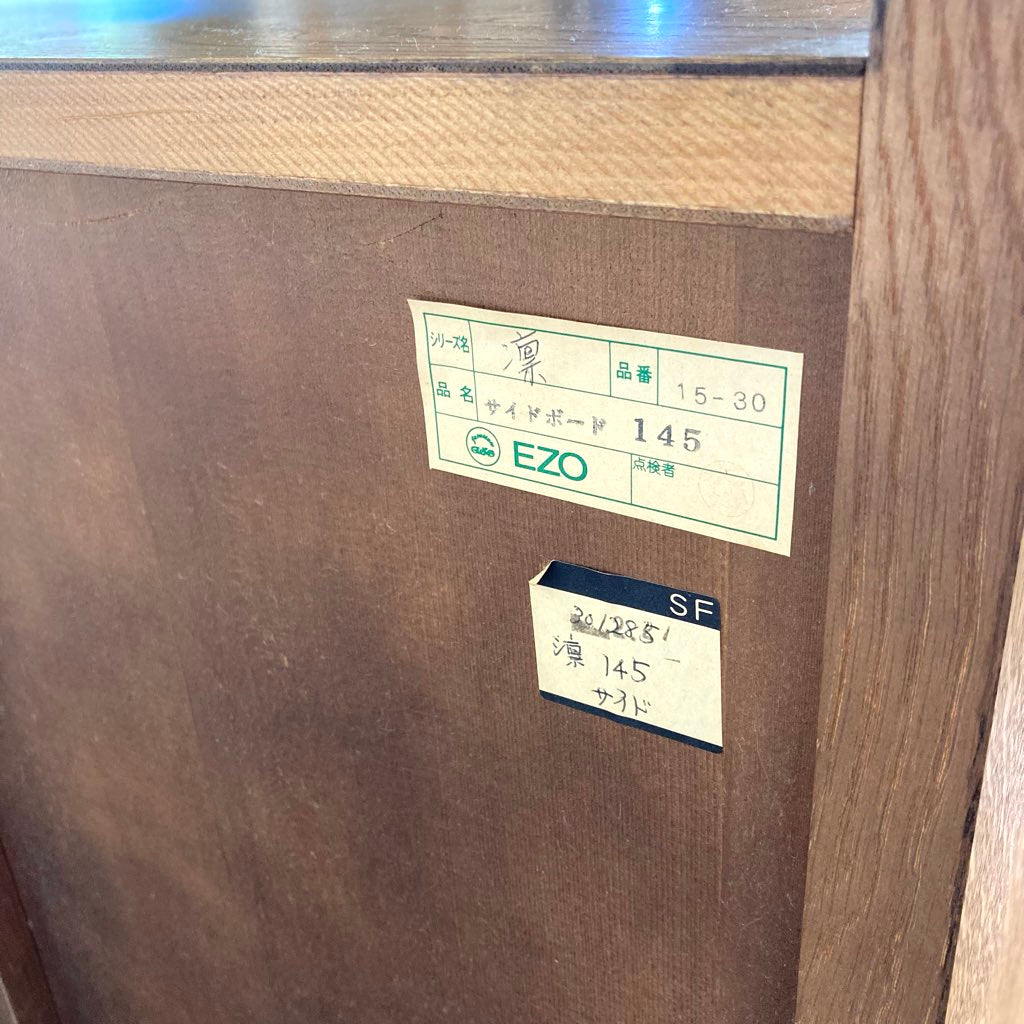 シリーズ名 凛 品番 15-30
品名 サイドボード 145
EZO 点検者
SF
3012851
凛 145
サイド